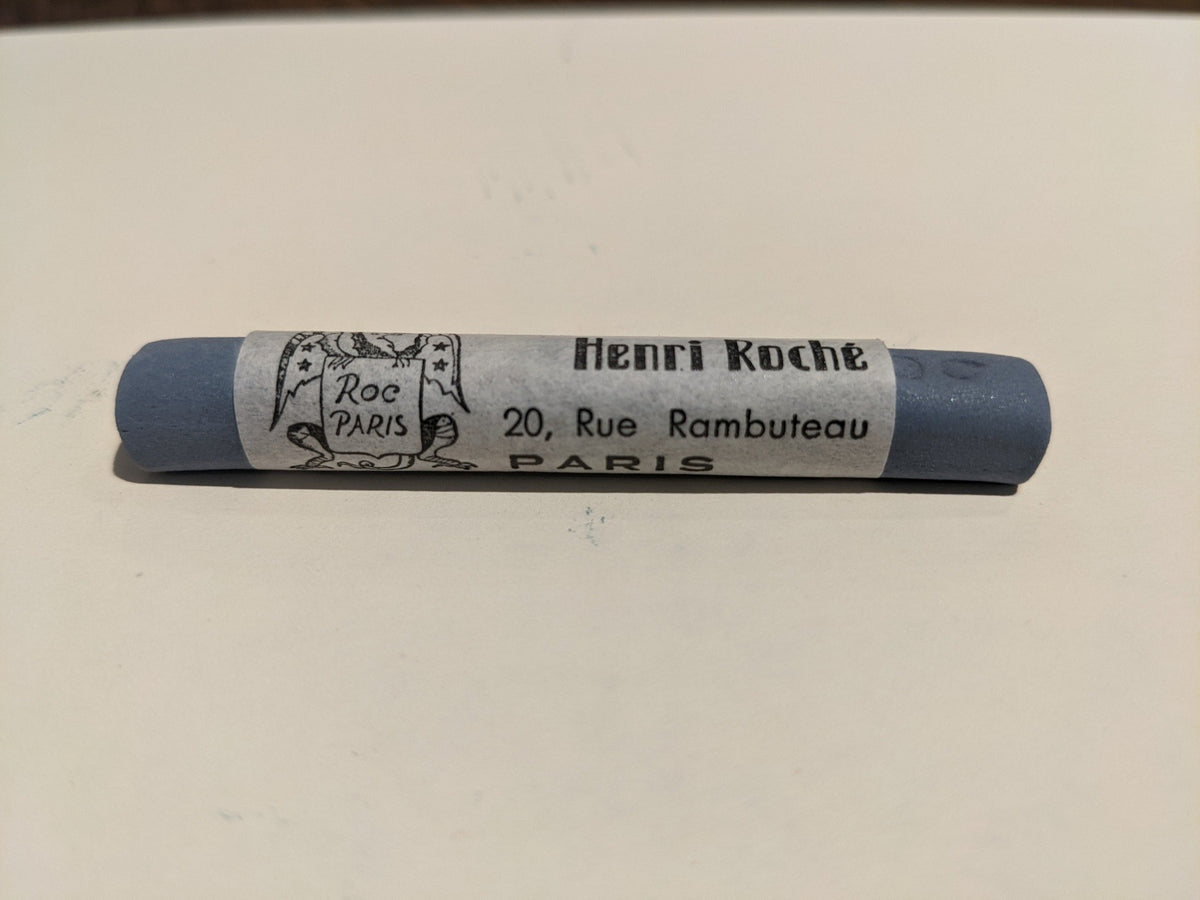 Roc
PARIS
Henri Roché
20, Rue Rambuteau
PARIS